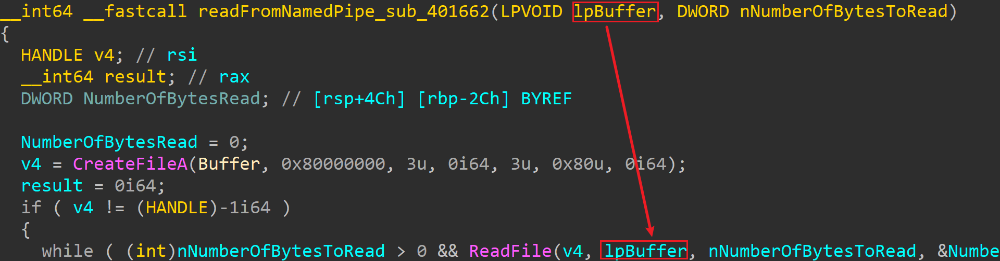 __int64 __fastcall readFromNamedPipe_sub_401662(LPVOID lpBuffer, DWORD nNumberOfBytesToRead)
{
HANDLE v4; // rsi
__int64 result; // rax
DWORD NumberOfBytesRead; // [rsp+4Ch] [rbp-2Ch] BYREF
NumberOfBytesRead = 0;
v4 = CreateFileA(Buffer, 0x80000000, 3u, 0i64, 3u, 0x80u, 0i64);
result = 0i64;
if ( v4 != (HANDLE)-1i64 )
{
while ( (int)nNumberOfBytesToRead > 0 && ReadFile(v4, lpBuffer, nNumberOfBytesToRead, &Numbe